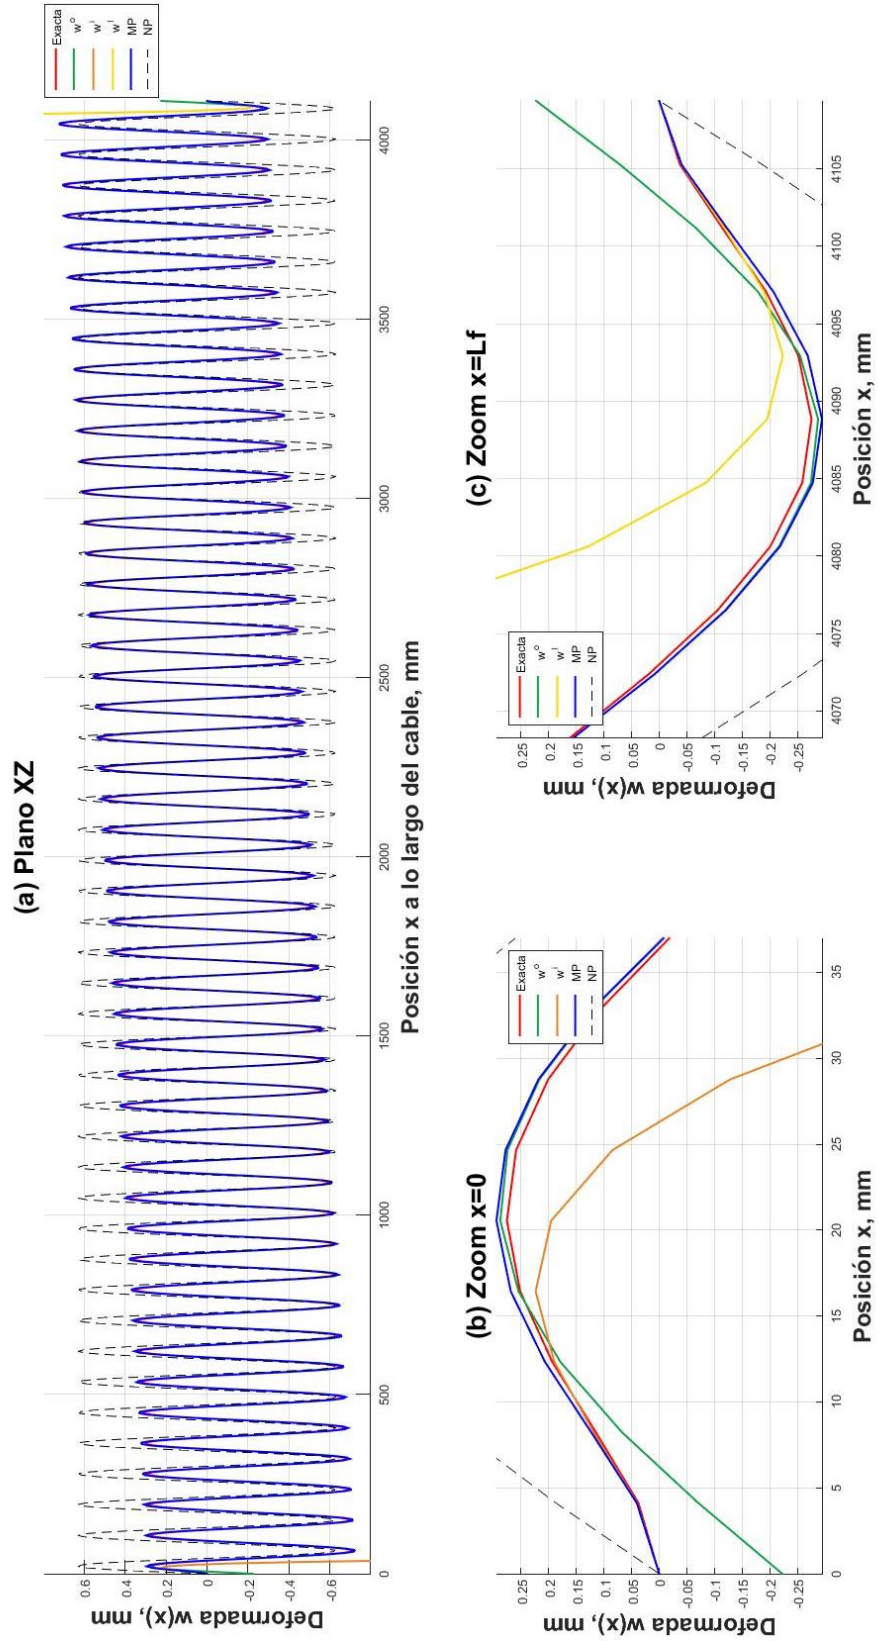 (a) Plano XZ
Exacta
w^o
w^i
w^l
MP
NP
0.6
0.4
0.2
0
-0.2
-0.4
-0.6
Deformada w(x), mm
0 500 1000 1500 2000 2500 3000 3500 4000
Posición x a lo largo del cable, mm
(b) Zoom x=0
Exacta
w^o
w^i
MP
NP
0.25
0.2
0.15
0.1
0.05
0
-0.05
-0.1
-0.15
-0.2
-0.25
Deformada w(x), mm
0 5 10 15 20 25 30 35
Posición x, mm
(c) Zoom x=Lf
Exacta
w^o
w^l
MP
NP
0.25
0.2
0.15
0.1
0.05
0
-0.05
-0.1
-0.15
-0.2
-0.25
Deformada w(x), mm
4070 4075 4080 4085 4090 4095 4100 4105
Posición x, mm